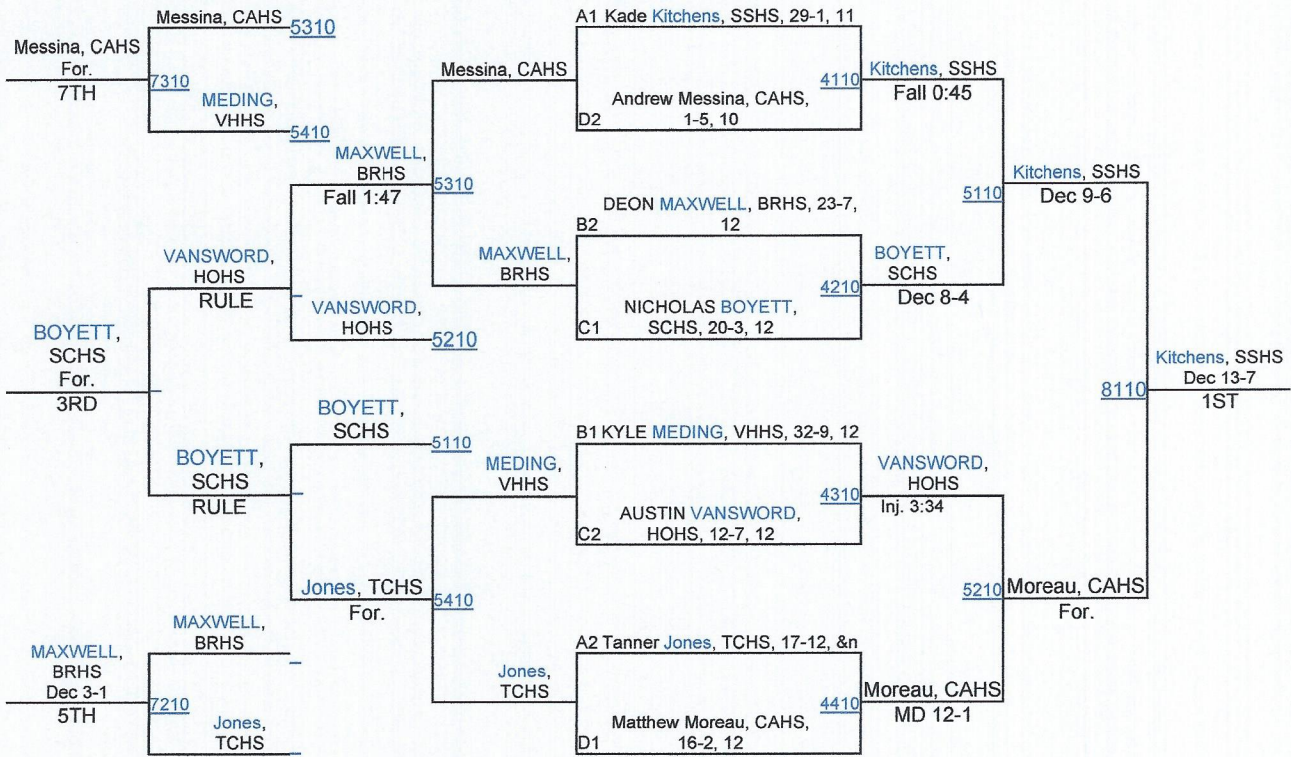 Messina, CAHS
5310
Messina, CAHS
For.
7TH
7310
MEDING,
VHHS
5410
MAXWELL,
BRHS
Fall 1:47
VANSWORD,
HOHS
RULE
VANSWORD,
HOHS
5210
BOYETT,
SCHS
For.
3RD
BOYETT,
SCHS
5110
BOYETT,
SCHS
RULE
Jones, TCHS
For.
MAXWELL,
BRHS
MAXWELL,
BRHS
Dec 3-1
5TH
7210
Jones,
TCHS
Messina, CAHS
5310
MAXWELL,
BRHS
MEDING,
VHHS
5410
Jones,
TCHS
A1 Kade Kitchens, SSHS, 29-1, 11
4110
Andrew Messina, CAHS,
D2 1-5, 10
DEON MAXWELL, BRHS, 23-7,
B2 12
4210
NICHOLAS BOYETT,
C1 SCHS, 20-3, 12
B1 KYLE MEDING, VHHS, 32-9, 12
4310
AUSTIN VANSWORD,
C2 HOHS, 12-7, 12
A2 Tanner Jones, TCHS, 17-12, &n
4410
Matthew Moreau, CAHS,
D1 16-2, 12
Kitchens, SSHS
Fall 0:45
5110
BOYETT,
SCHS
Dec 8-4
VANSWORD,
HOHS
Inj. 3:34
5210
Moreau, CAHS
MD 12-1
Kitchens, SSHS
Dec 9-6
8110
Moreau, CAHS
For.
Kitchens, SSHS
Dec 13-7
1ST